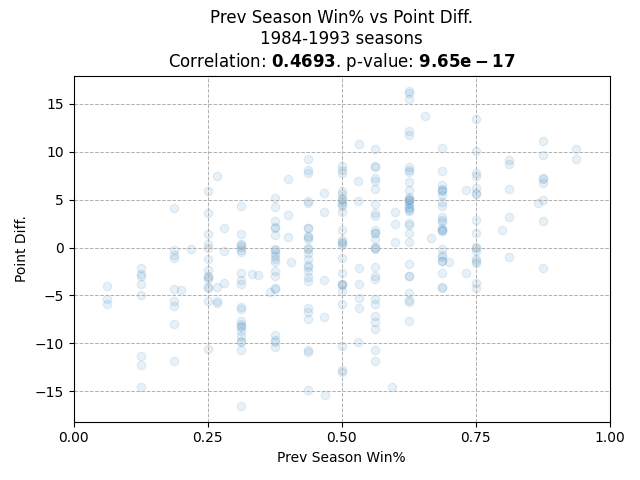 Prev Season Win% vs Point Diff.
1984-1993 seasons
Correlation: 0.4693. p-value: 9.65e − 17
15
10
5
0
−5
−10
−15
Point Diff.
0.00 0.25 0.50 0.75 1.00
Prev Season Win%